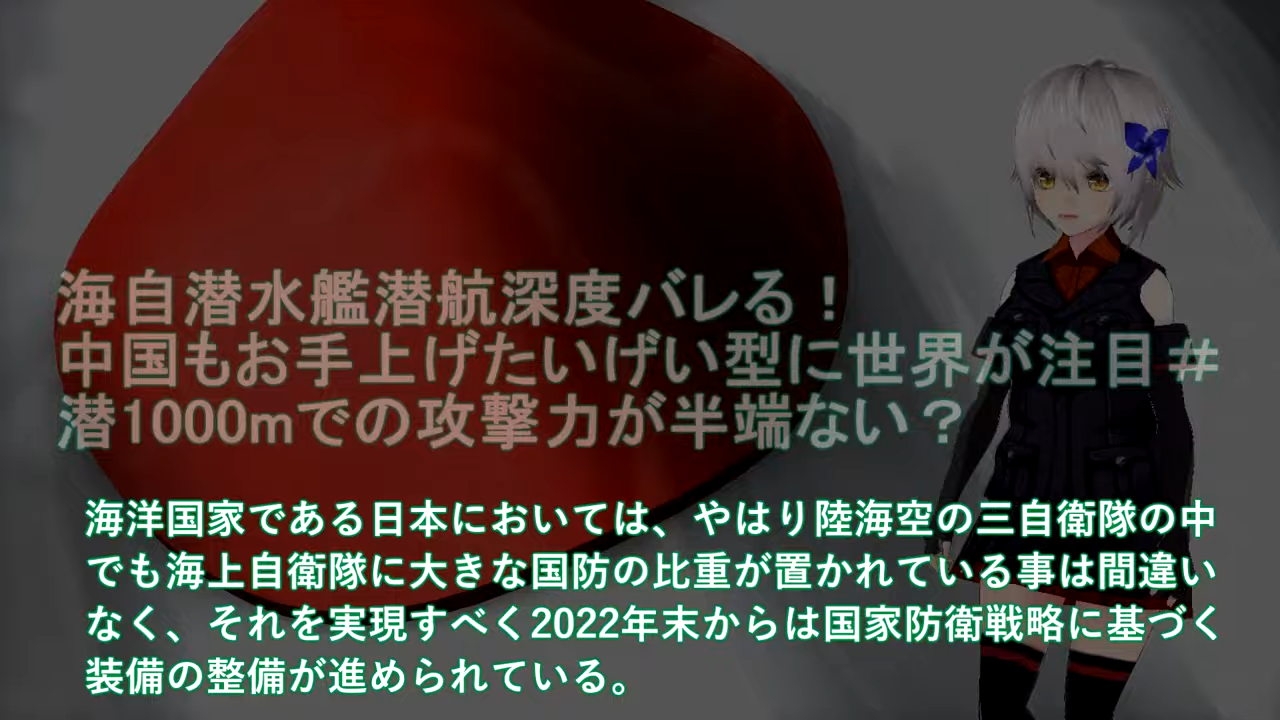 海自潜水艦潜航深度バレる！
中国もお手上げたいげい型に世界が注目＃
潜1000mでの攻撃力が半端ない？
海洋国家である日本においては、やはり陸海空の三自衛隊の中
でも海上自衛隊に大きな国防の比重が置かれている事は間違い
なく、それを実現すべく2022年末からは国家防衛戦略に基づく
装備の整備が進められている。